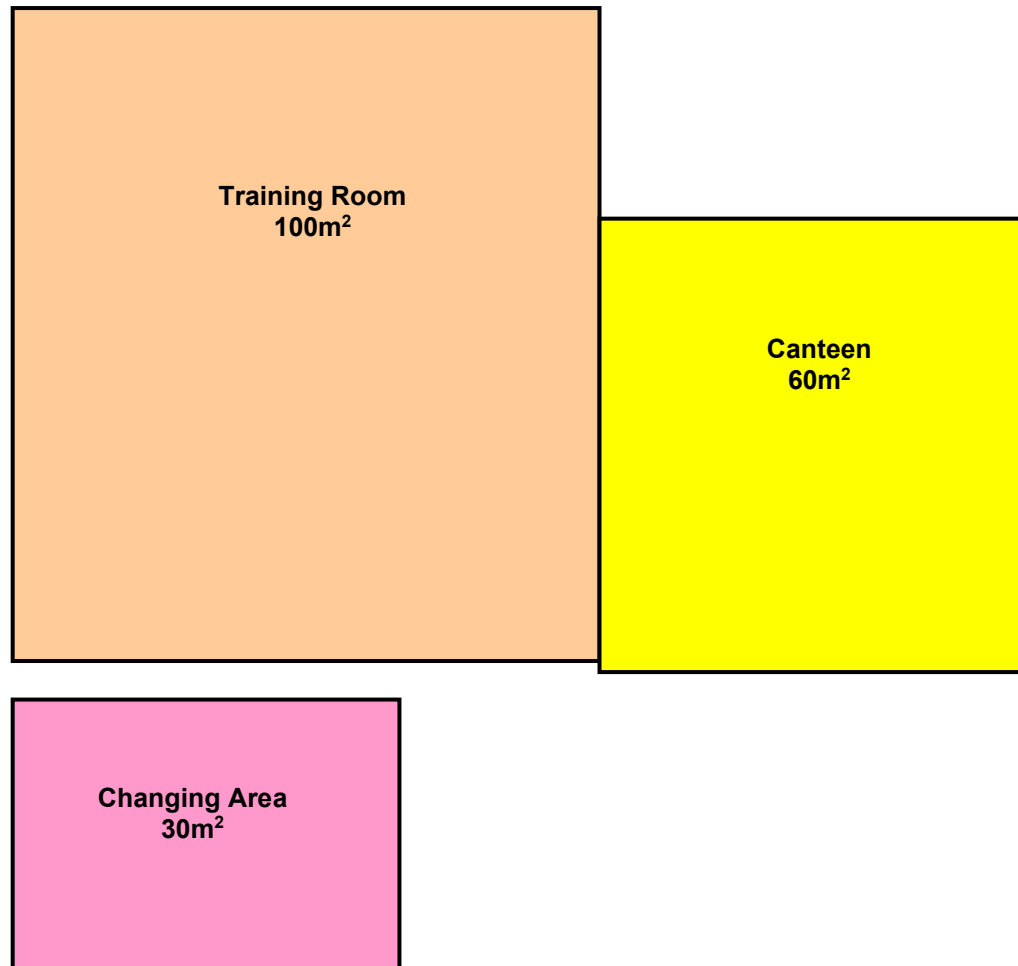 Training Room
100m²
Canteen
60m²
Changing Area
30m²